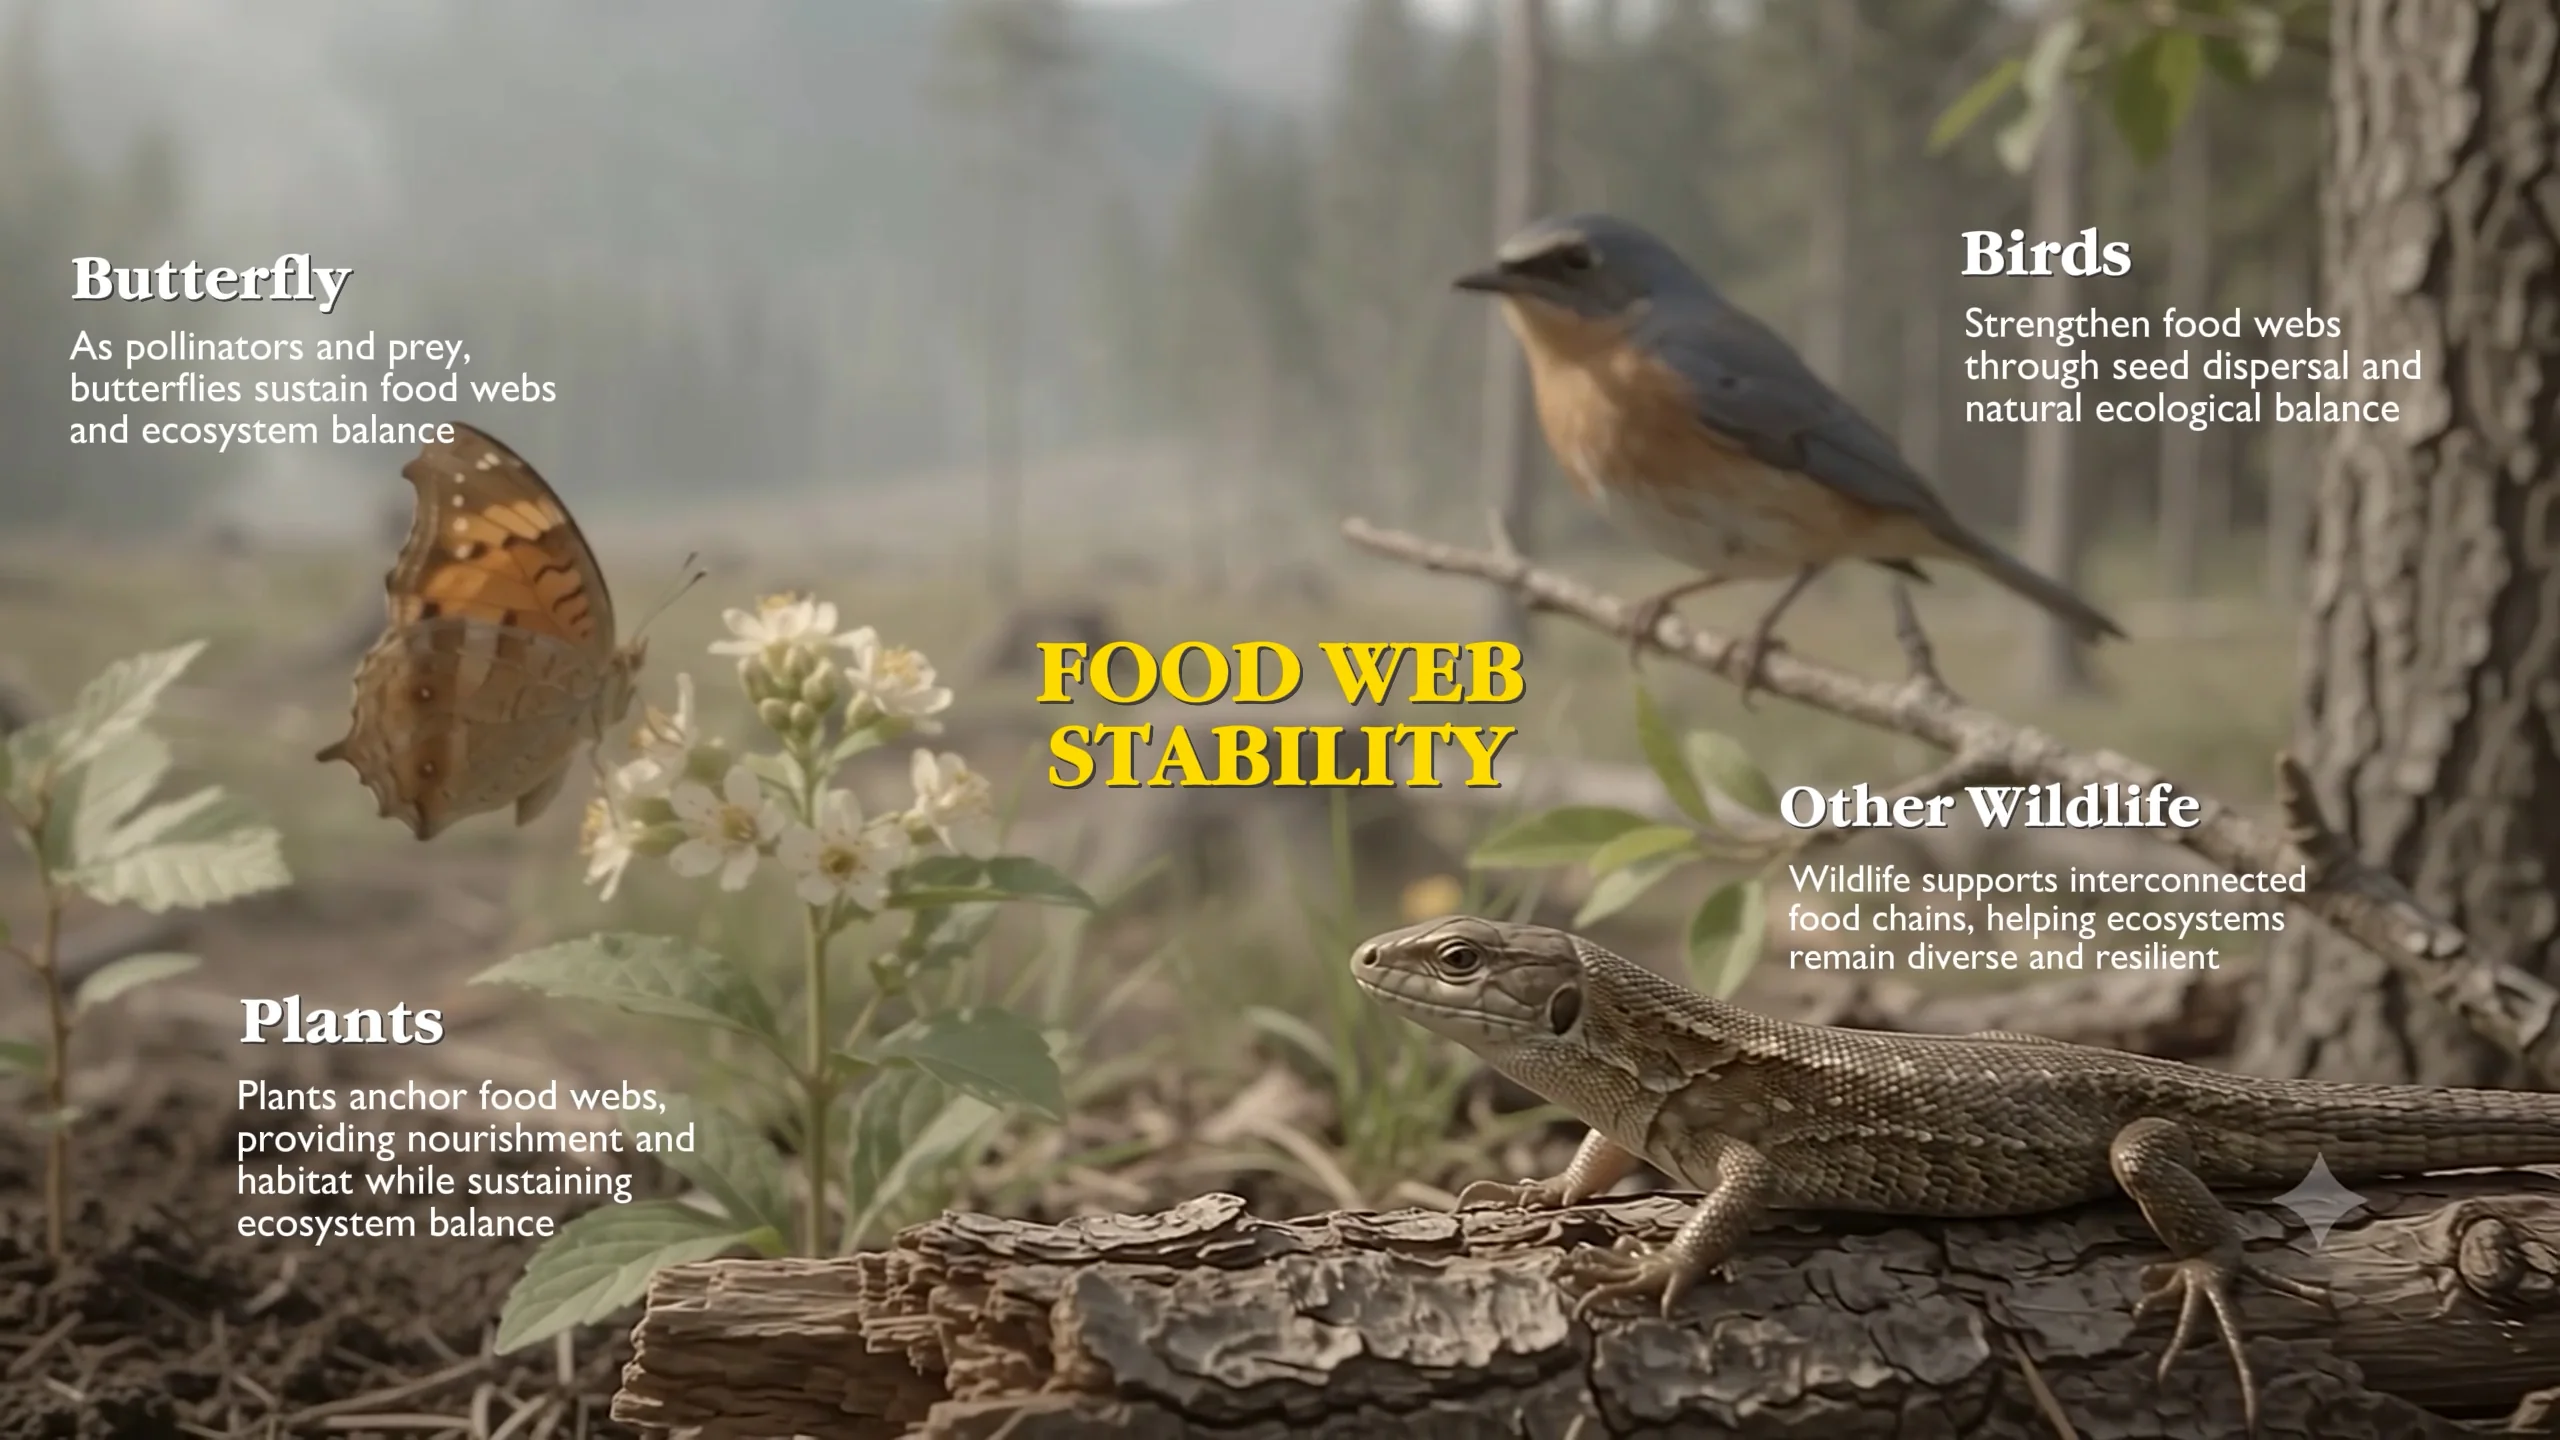 Butterfly
As pollinators and prey,
butterflies sustain food webs
and ecosystem balance
Birds
Strengthen food webs
through seed dispersal and
natural ecological balance
FOOD WEB
STABILITY
Other Wildlife
Wildlife supports interconnected
food chains, helping ecosystems
remain diverse and resilient
Plants
Plants anchor food webs,
providing nourishment and
habitat while sustaining
ecosystem balance